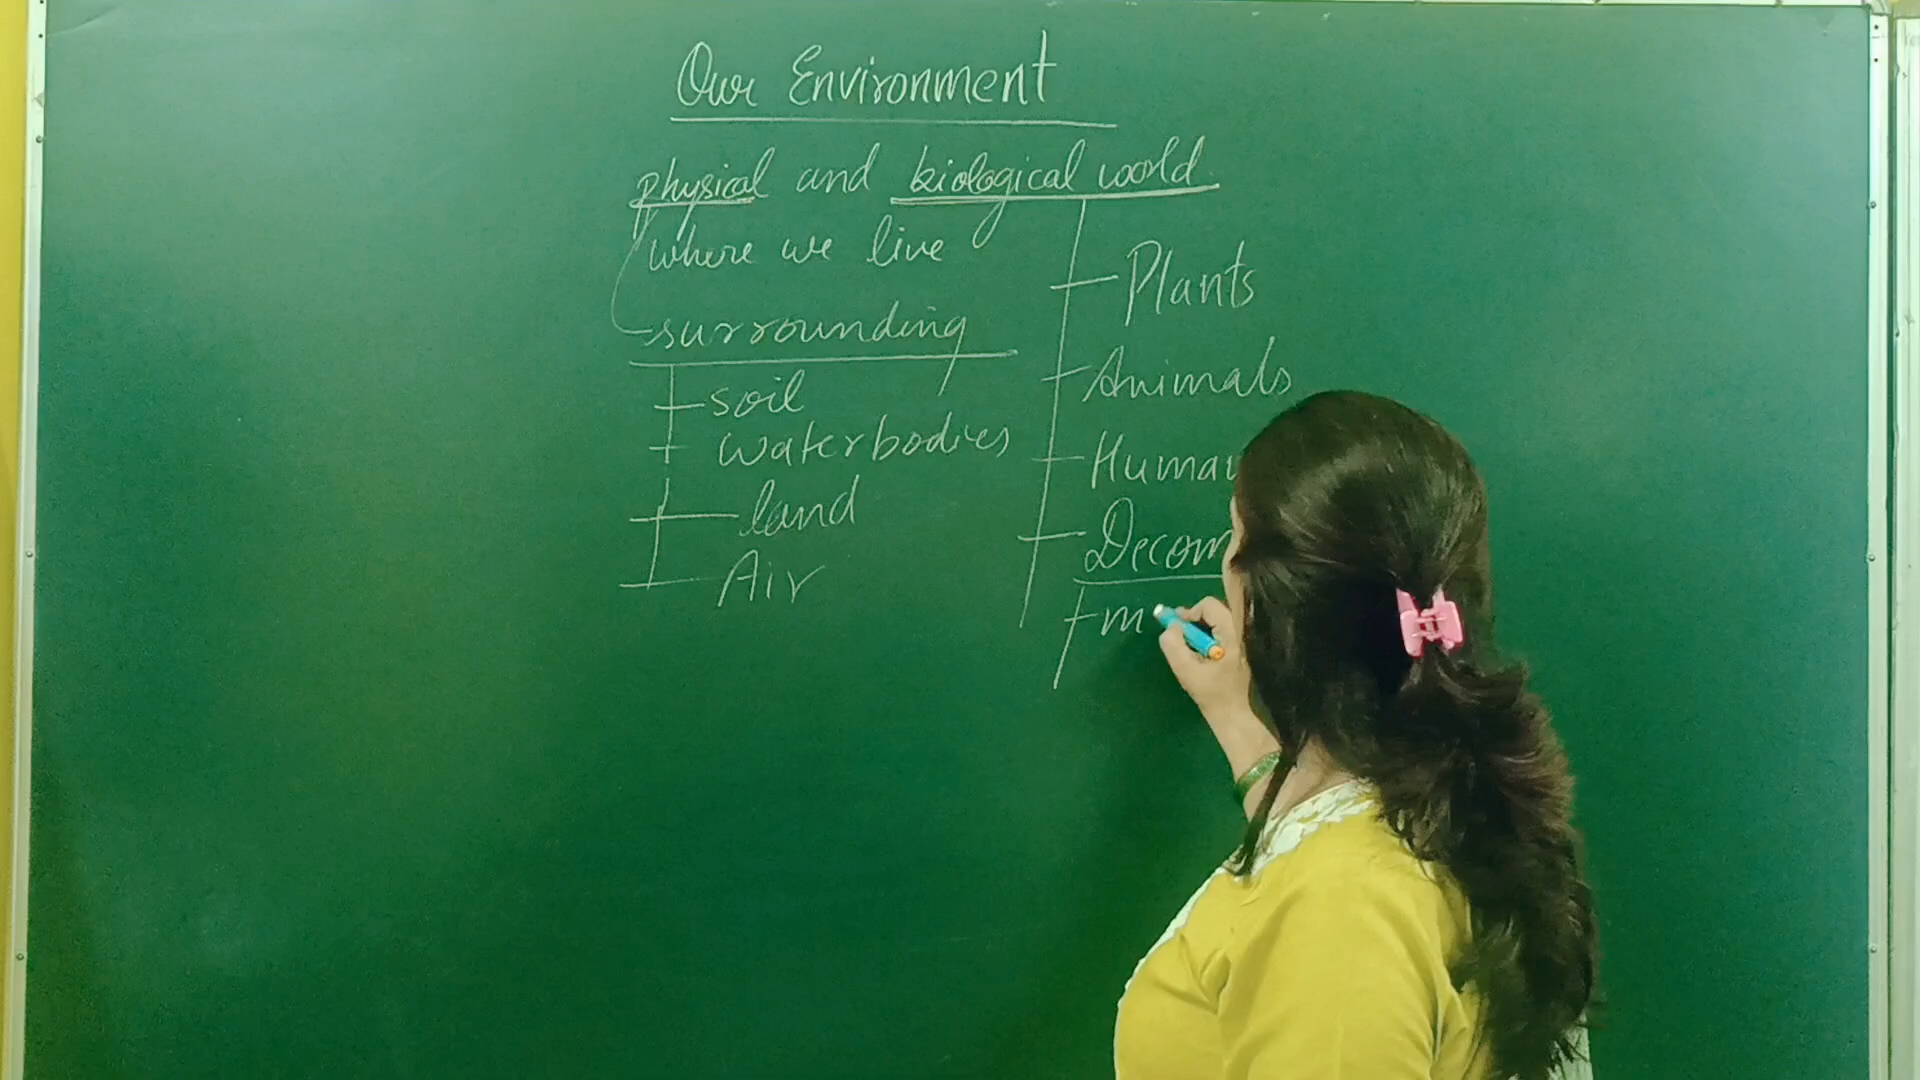 Our Environment
physical and biological world
where we live
surrounding
soil
waterbodies
land
Air
Plants
Animals